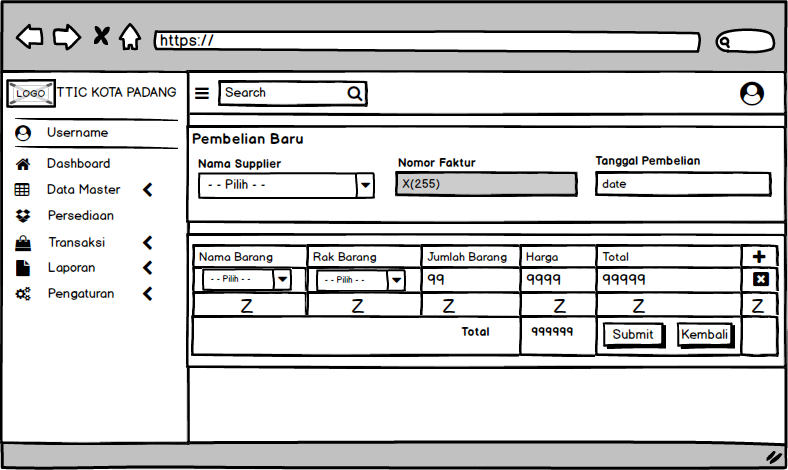 https://
LOGO TTIC KOTA PADANG
Search
Username
Dashboard
Data Master
Persediaan
Transaksi
Laporan
Pengaturan
Pembelian Baru
Nama Supplier Nomor Faktur Tanggal Pembelian
- - Pilih - - X(255) date
Nama Barang Rak Barang Jumlah Barang Harga Total
- - Pilih - - - - Pilih - - 99 9999 99999
Z Z Z Z Z Z
Total 999999 Submit Kembali